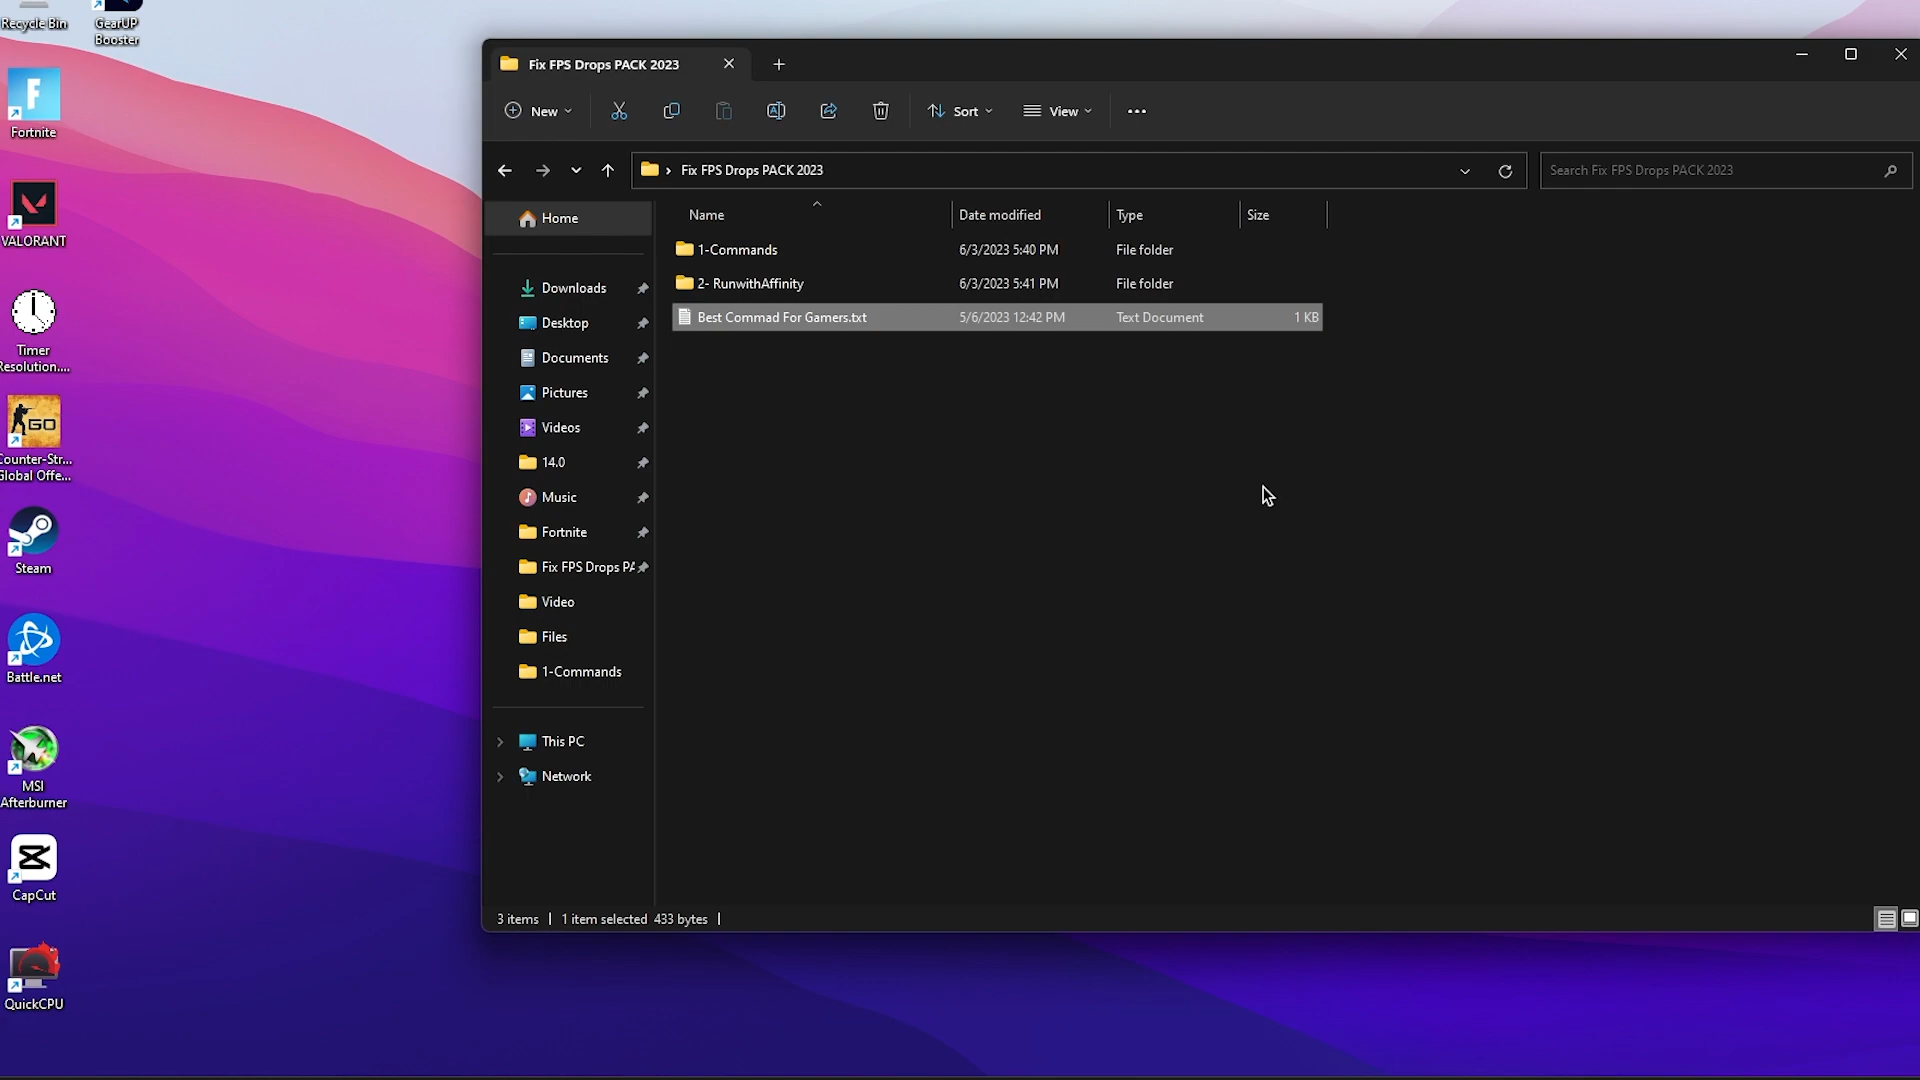 Recycle Bin
GearUP
Booster
Fortnite
VALORANT
Timer
Resolution....
GO
Counter-Str...
Global Offe...
Steam
Battle.net
MSI
Afterburner
CapCut
QuickCPU
Fix FPS Drops PACK 2023
New
Sort
View
Fix FPS Drops PACK 2023
Search Fix FPS Drops PACK 2023
Home
Downloads
Desktop
Documents
Pictures
Videos
14.0
Music
Fortnite
Fix FPS Drops PA
Video
Files
1-Commands
This PC
Network
Name Date modified Type Size
1-Commands 6/3/2023 5:40 PM File folder
2- RunwithAffinity 6/3/2023 5:41 PM File folder
Best Commad For Gamers.txt 5/6/2023 12:42 PM Text Document 1 KB
3 items 1 item selected 433 bytes